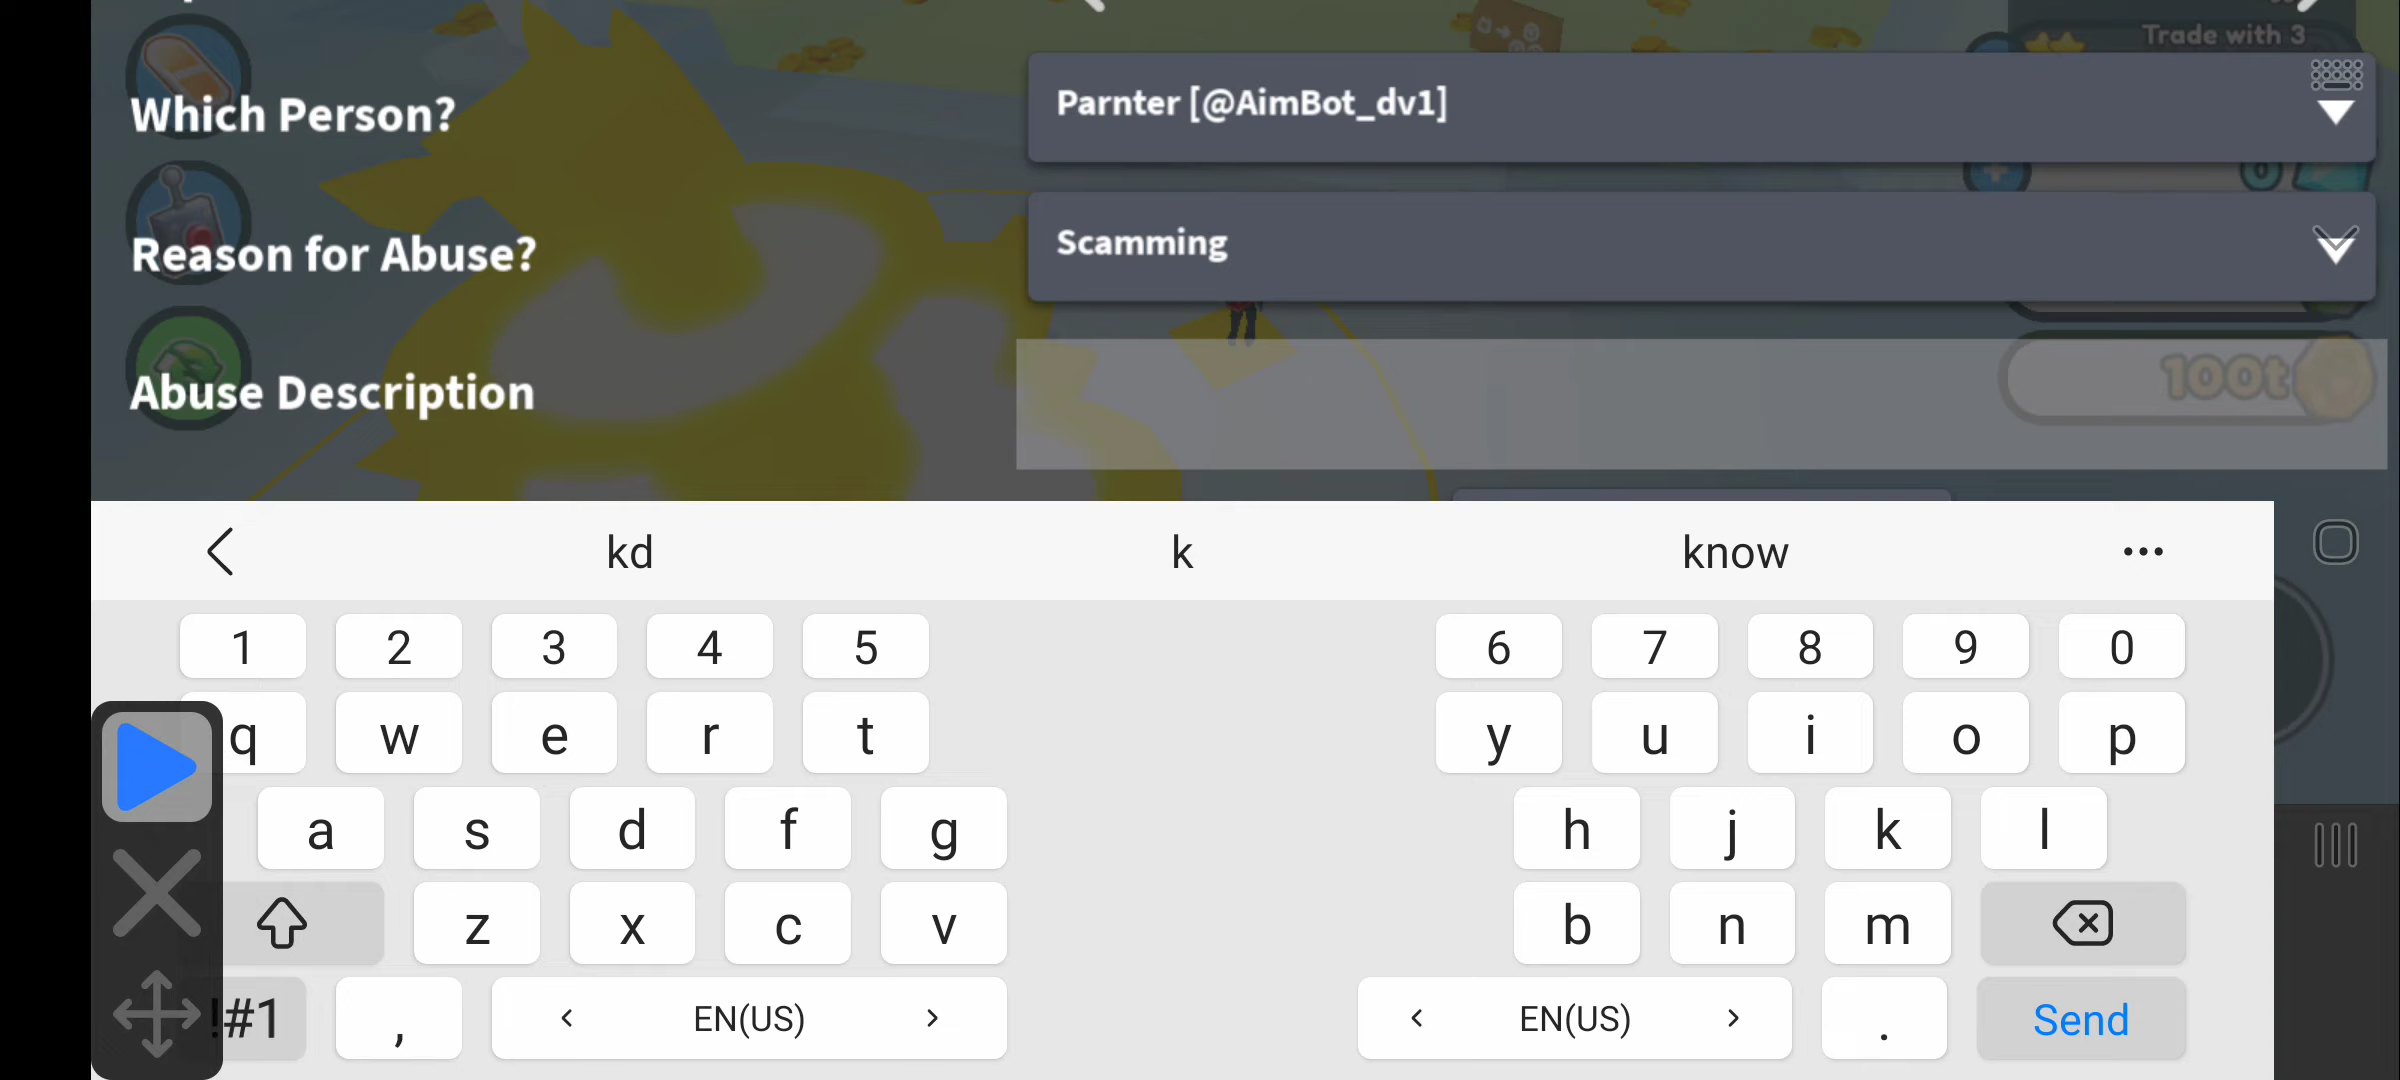 Trade with 3
Which Person?
Parnter [@AimBot_dv1]
0
Reason for Abuse?
Scamming
Abuse Description
100t
kd k know
1 2 3 4 5 6 7 8 9 0
q w e r t y u i o p
a s d f g h j k l
z x c v b n m
!#1 , < EN(US) > < EN(US) > . Send